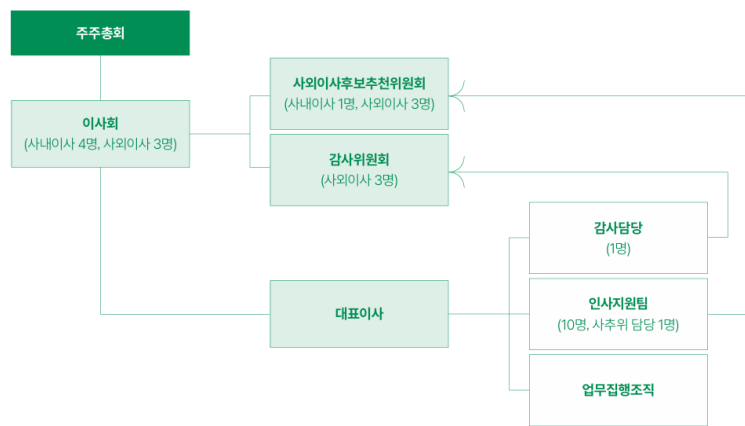 주주총회
이사회
(사내이사 4명, 사외이사 3명)
사외이사후보추천위원회
(사내이사 1명, 사외이사 3명)
감사위원회
(사외이사 3명)
대표이사
감사담당
(1명)
인사지원팀
(10명, 사추위 담당 1명)
업무집행조직